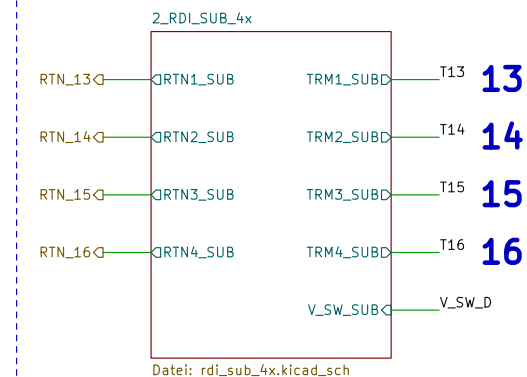 2_RDI_SUB_4x
RTN_13 RTN1_SUB TRM1_SUB T13 13
RTN_14 RTN2_SUB TRM2_SUB T14 14
RTN_15 RTN3_SUB TRM3_SUB T15 15
RTN_16 RTN4_SUB TRM4_SUB T16 16
V_SW_SUB V_SW_D
Datei: rdi_sub_4x.kicad_sch